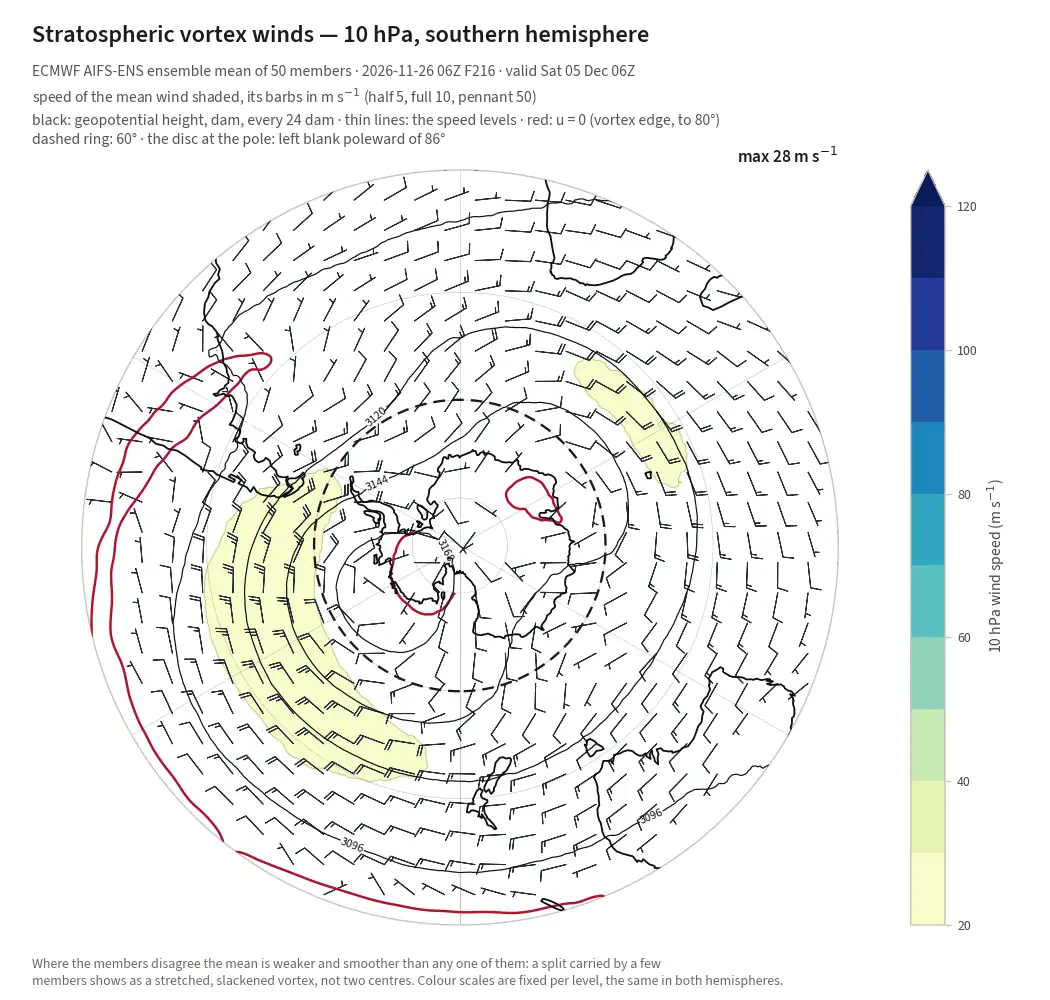 Stratospheric vortex winds — 10 hPa, southern hemisphere
ECMWF AIFS-ENS ensemble mean of 50 members · 2026-11-26 06Z F216 · valid Sat 05 Dec 06Z
speed of the mean wind shaded, its barbs in m s⁻¹ (half 5, full 10, pennant 50)
black: geopotential height, dam, every 24 dam · thin lines: the speed levels · red: u = 0 (vortex edge, to 80°)
dashed ring: 60° · the disc at the pole: left blank poleward of 86°
max 28 m s⁻¹
120
100
80
60
40
20
10 hPa wind speed (m s⁻¹)
3120
3144
3168
3096
3096
Where the members disagree the mean is weaker and smoother than any one of them: a split carried by a few
members shows as a stretched, slackened vortex, not two centres. Colour scales are fixed per level, the same in both hemispheres.